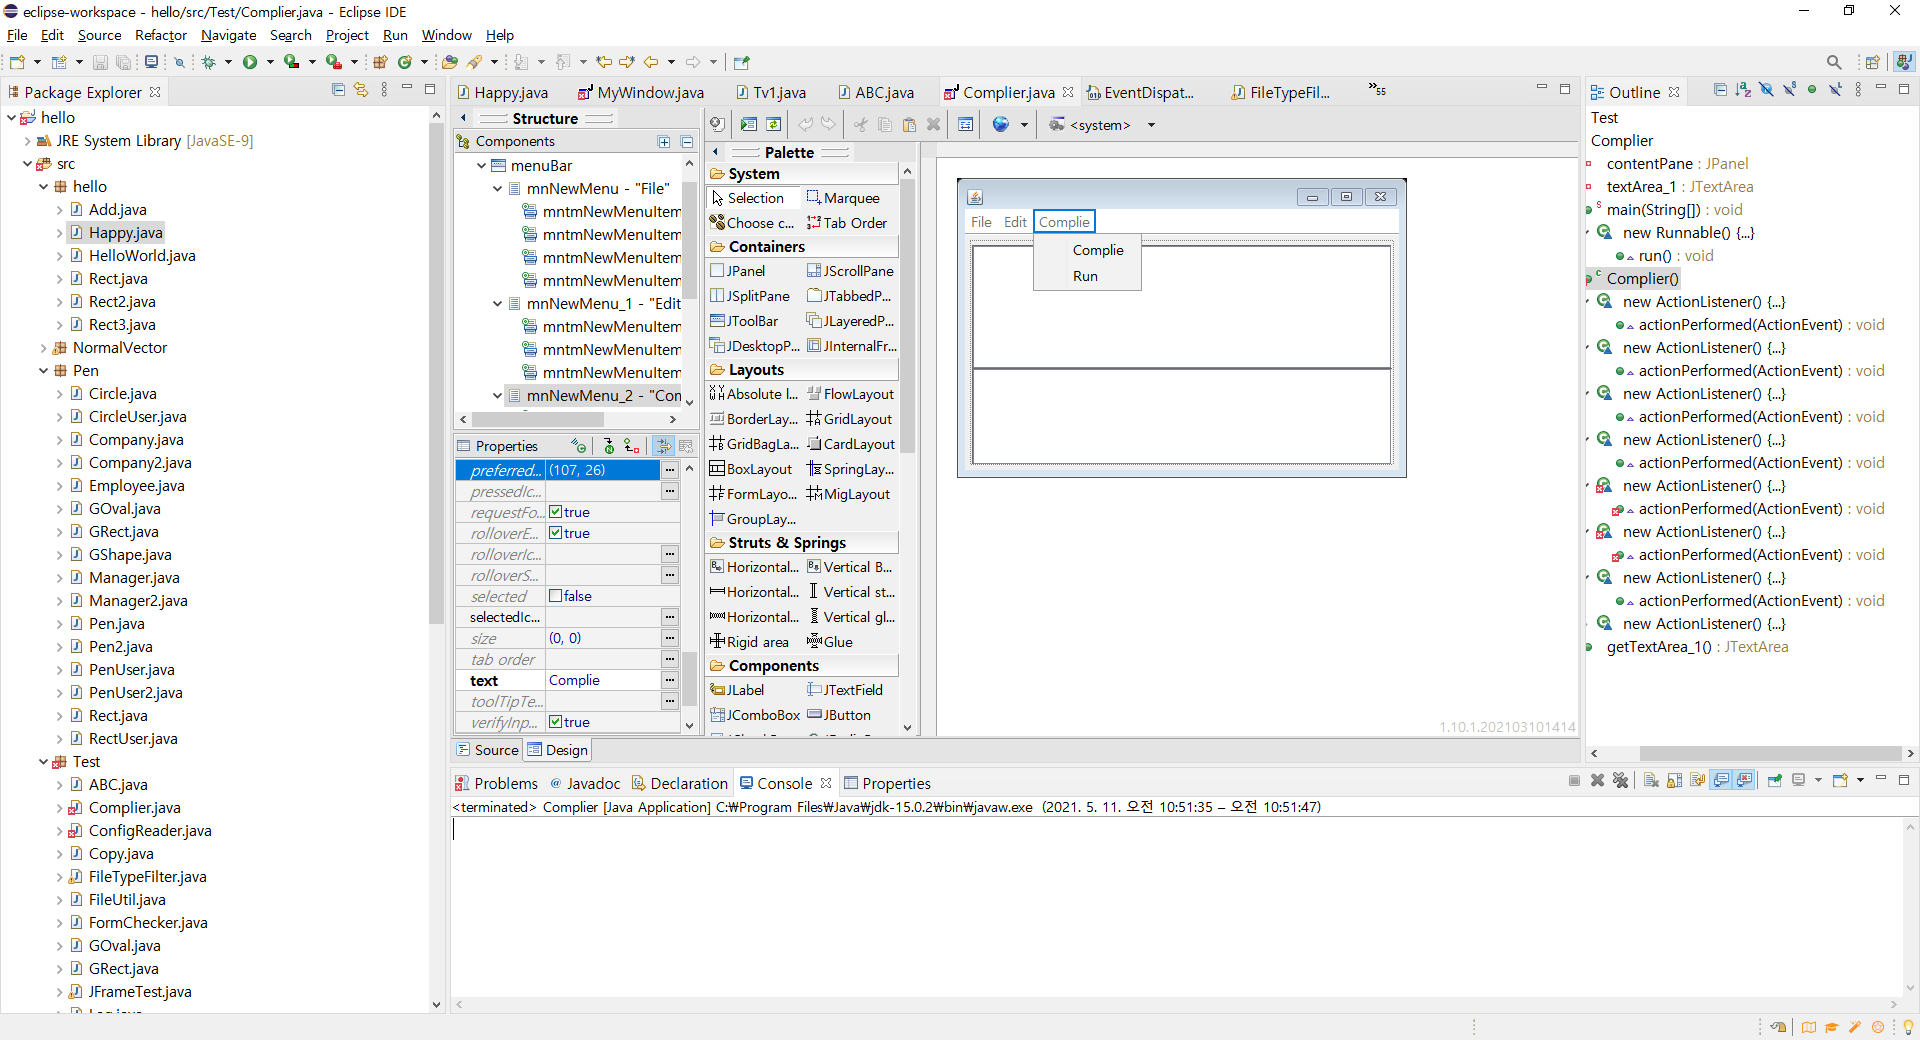 eclipse-workspace - hello/src/Test/Complier.java - Eclipse IDE
File Edit Source Refactor Navigate Search Project Run Window Help
Package Explorer
hello
JRE System Library [JavaSE-9]
src
hello
Add.java
Happy.java
HelloWorld.java
Rect.java
Rect2.java
Rect3.java
NormalVector
Pen
Circle.java
CircleUser.java
Company.java
Company2.java
Employee.java
GOval.java
GRect.java
GShape.java
Manager.java
Manager2.java
Pen.java
Pen2.java
PenUser.java
PenUser2.java
Rect.java
RectUser.java
Test
ABC.java
Complier.java
ConfigReader.java
Copy.java
FileTypeFilter.java
FileUtil.java
FormChecker.java
GOval.java
GRect.java
JFrameTest.java
Happy.java MyWindow.java Tv1.java ABC.java Complier.java EventDispat... FileTypeFil... »55
Structure
Components
menuBar
mnNewMenu - "File"
mntmNewMenuItem
mntmNewMenuItem
mntmNewMenuItem
mntmNewMenuItem
mnNewMenu_1 - "Edit
mntmNewMenuItem
mntmNewMenuItem
mntmNewMenuItem
mnNewMenu_2 - "Con
Properties
preferred... (107, 26)
pressedIc...
requestFo... true
rolloverE... true
rolloverIc...
rolloverS...
selected false
selectedIc...
size (0, 0)
tab order
text Complie
toolTipTe...
verifyInp... true
<system>
Palette
System
Selection Marquee
Choose c... Tab Order
Containers
JPanel JScrollPane
JSplitPane JTabbedP...
JToolBar JLayeredP...
JDesktopP... JInternalFr...
Layouts
Absolute l... FlowLayout
BorderLay... GridLayout
GridBagLa... CardLayout
BoxLayout SpringLay...
FormLayo... MigLayout
GroupLay...
Struts & Springs
Horizontal... Vertical B...
Horizontal... Vertical st...
Horizontal... Vertical gl...
Rigid area Glue
Components
JLabel JTextField
JComboBox JButton
File Edit Complie
Complie
Run
1.10.1.202103101414
Source Design
Outline
Test
Complier
contentPane : JPanel
textArea_1 : JTextArea
main(String[]) : void
new Runnable() {...}
run() : void
Complier()
new ActionListener() {...}
actionPerformed(ActionEvent) : void
new ActionListener() {...}
actionPerformed(ActionEvent) : void
new ActionListener() {...}
actionPerformed(ActionEvent) : void
new ActionListener() {...}
actionPerformed(ActionEvent) : void
new ActionListener() {...}
actionPerformed(ActionEvent) : void
new ActionListener() {...}
actionPerformed(ActionEvent) : void
new ActionListener() {...}
actionPerformed(ActionEvent) : void
new ActionListener() {...}
getTextArea_1() : JTextArea
Problems Javadoc Declaration Console Properties
<terminated> Complier [Java Application] C:₩Program Files₩Java₩jdk-15.0.2₩bin₩javaw.exe (2021. 5. 11. 오전 10:51:35 – 오전 10:51:47)